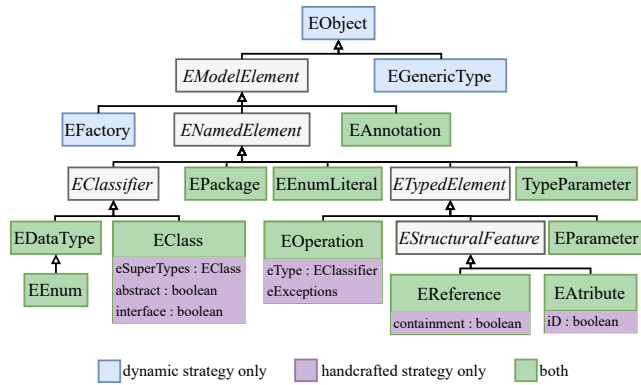 EObject
EModelElement
EGenericType
EFactory
ENamedElement
EAnnotation
EClassifier
EPackage
EEnumLiteral
ETypedElement
TypeParameter
EDataType
EClass
eSuperTypes : EClass
abstract : boolean
interface : boolean
EOperation
eType : EClassifier
eExceptions
EStructuralFeature
EParameter
EEnum
EReference
containment : boolean
EAtribute
iD : boolean
dynamic strategy only
handcrafted strategy only
both